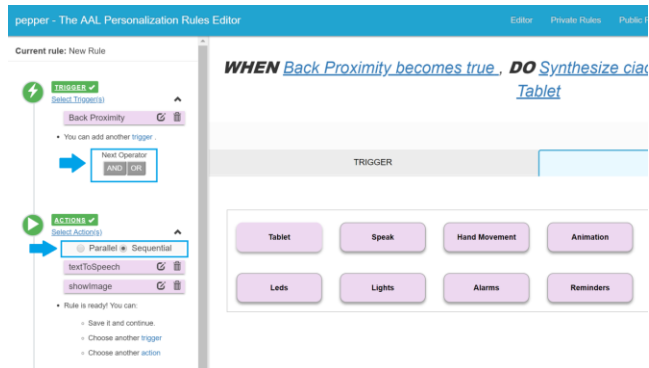 pepper - The AAL Personalization Rules Editor
Editor Private Rules Public
Current rule: New Rule
WHEN Back Proximity becomes true , DO Synthesize
Tablet
TRIGGER ✔
Select Trigger(s)
Back Proximity
• You can add another trigger .
Next Operator
AND OR
TRIGGER
ACTIONS ✔
Select Action(s)
Parallel Sequential
textToSpeech
showImage
• Rule is ready! You can:
Save it and continue.
Choose another trigger
Choose another action
Tablet Speak Hand Movement Animation
Leds Lights Alarms Reminders